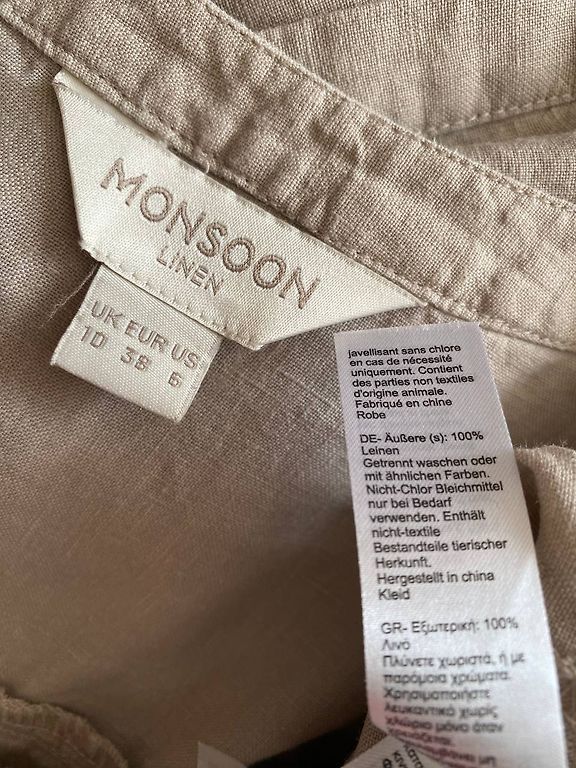 MONSOON
LINEN
UK EUR US
10 38 6
javellisant sans chlore
en cas de nécessité
uniquement. Contient
des parties non textiles
d'origine animale.
Fabriqué en chine
Robe
DE- Äußere (s): 100%
Leinen
Getrennt waschen oder
mit ähnlichen Farben.
Nicht-Chlor Bleichmittel
nur bei Bedarf
verwenden. Enthält
nicht-textile
Bestandteile tierischer
Herkunft.
Hergestellt in china
Kleid
GR- Εξωτερική: 100%
Λινό
Πλύνετε χωριστά, ή με
παρόμοια χρώματα.
Χρησιμοποιήστε
λευκαντικό χωρίς
χλώριο μόνο όταν